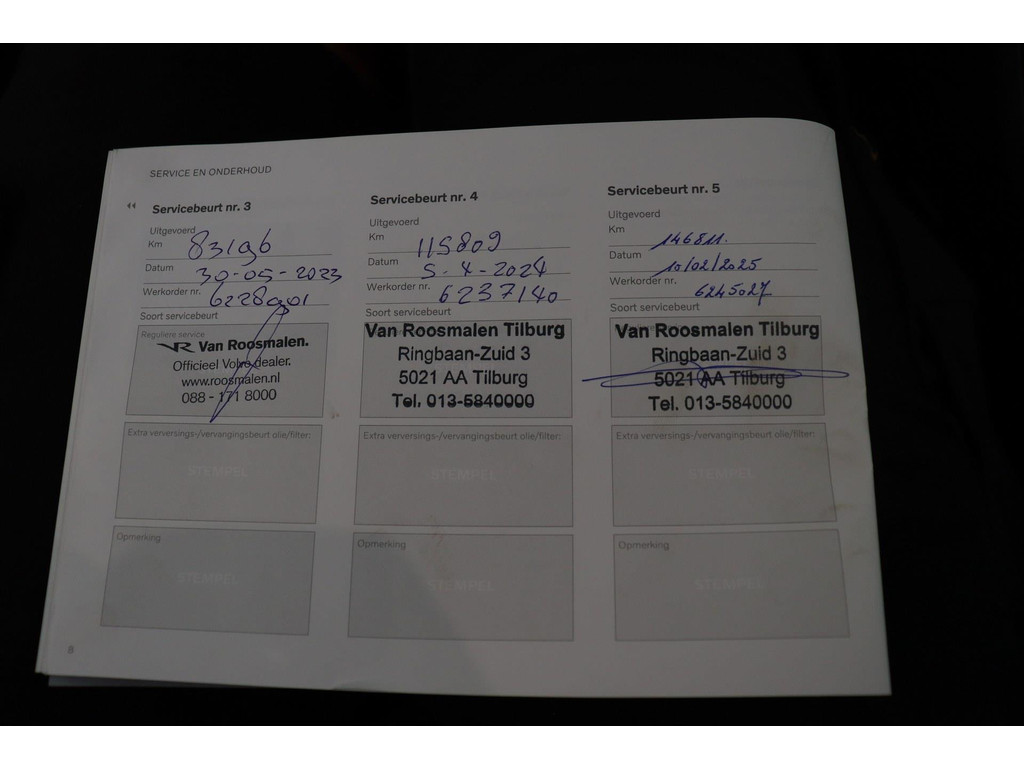 SERVICE EN ONDERHOUD
Servicebeurt nr. 3
Uitgevoerd
Km 83196
Datum 30-05-2023
Werkorder nr. 6228901
Soort servicebeurt
Reguliere service
VR Van Roosmalen.
Officieel Volvo dealer.
www.roosmalen.nl
088 - 171 8000
Extra verversings-/vervangingsbeurt olie/filter:
STEMPEL
Opmerking
STEMPEL
8
Servicebeurt nr. 4
Uitgevoerd
Km 115809
Datum 5-4-2024
Werkorder nr. 6237140
Soort servicebeurt
Van Roosmalen Tilburg
Ringbaan-Zuid 3
5021 AA Tilburg
Tel. 013-5840000
Extra verversings-/vervangingsbeurt olie/filter:
STEMPEL
Opmerking
STEMPEL
Servicebeurt nr. 5
Uitgevoerd
Km 146811.
Datum 10/02/2025
Werkorder nr. 6245027
Soort servicebeurt
Van Roosmalen Tilburg
Ringbaan-Zuid 3
5021 AA Tilburg
Tel. 013-5840000
Extra verversings-/vervangingsbeurt olie/filter:
STEMPEL
Opmerking
STEMPEL